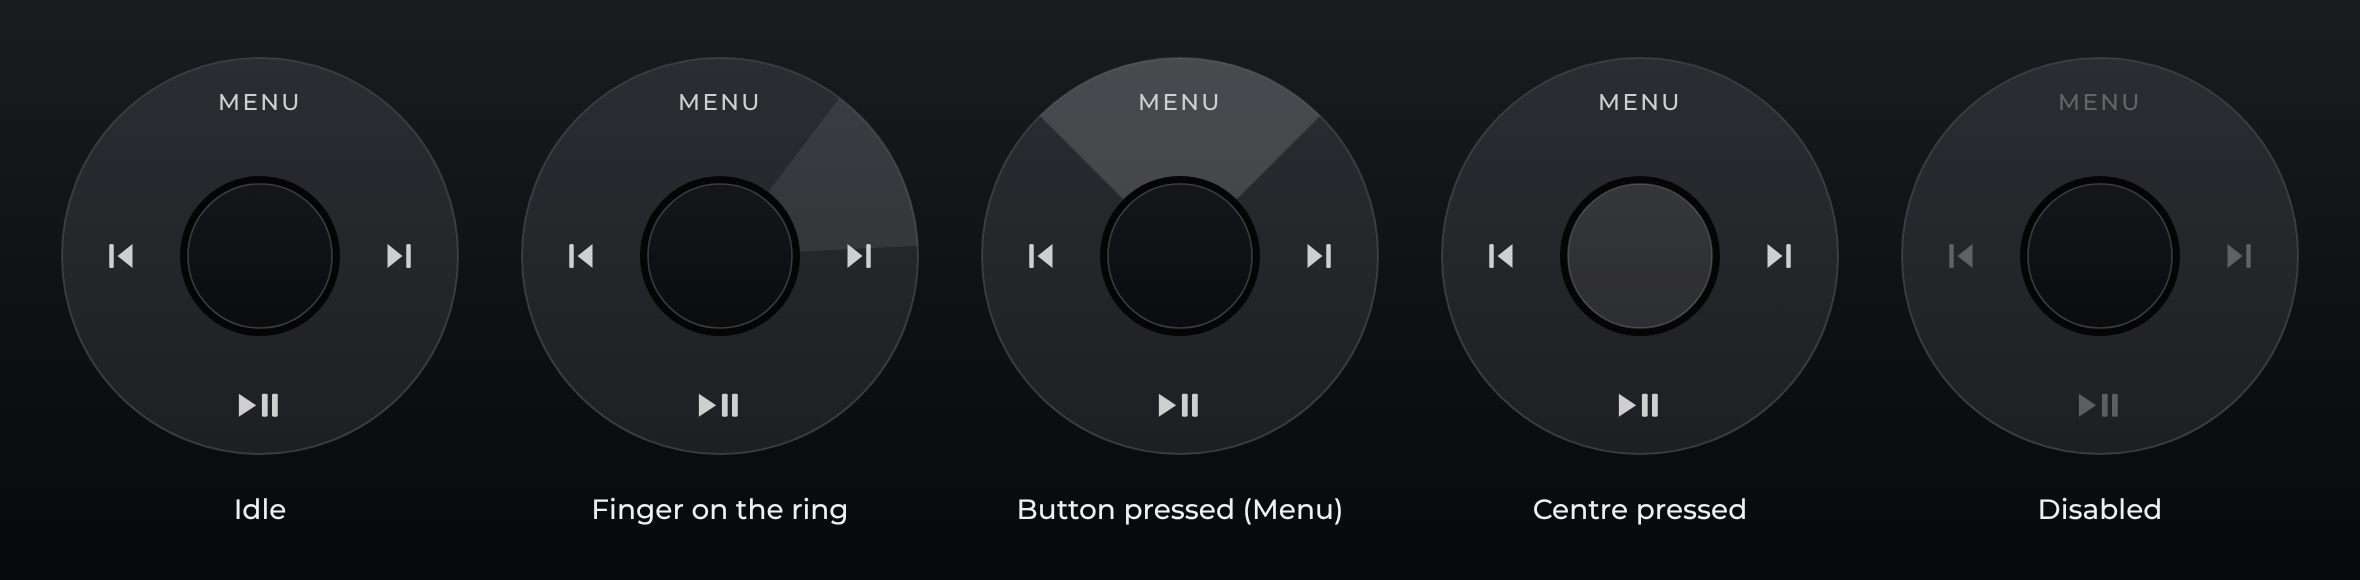 MENU
MENU
MENU
MENU
MENU
Idle
Finger on the ring
Button pressed (Menu)
Centre pressed
Disabled